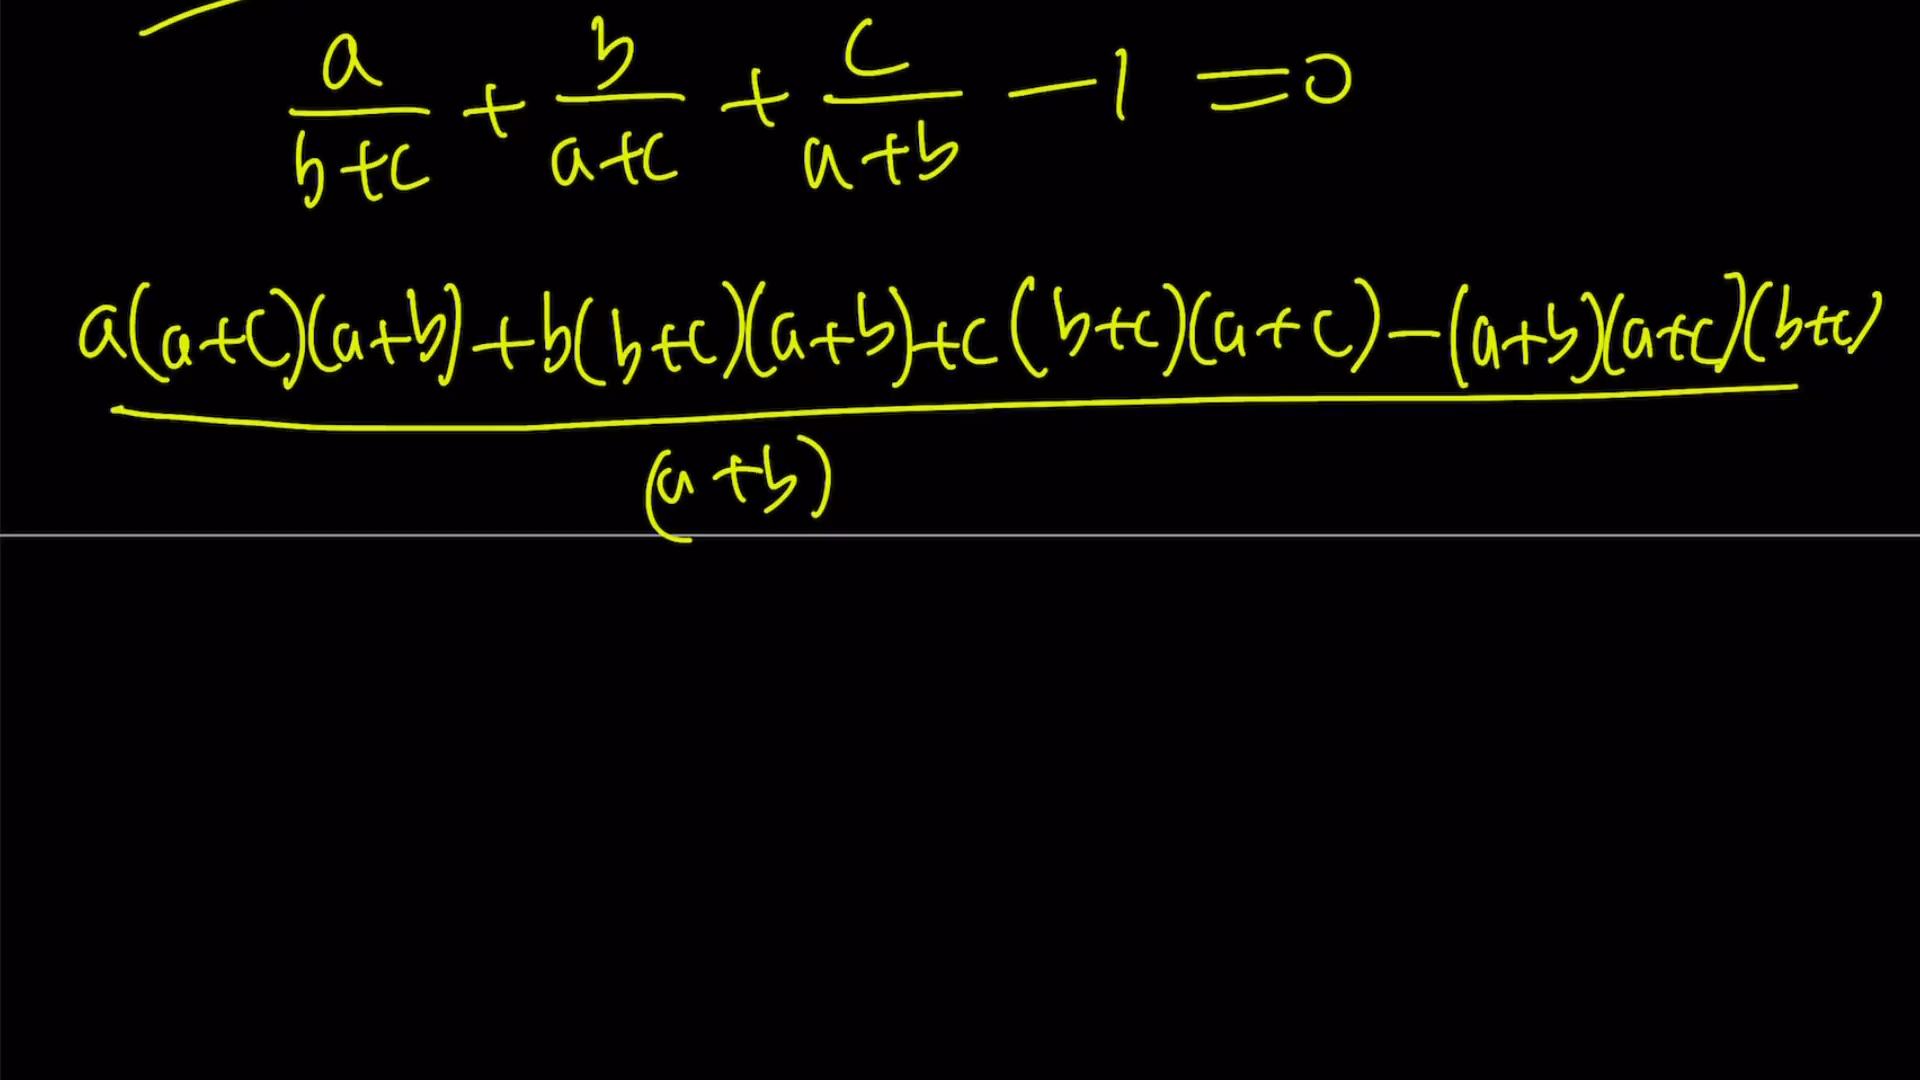 a/(b+c) + b/(a+c) + c/(a+b) − 1 = 0
a(a+c)(a+b)+b(b+c)(a+b)+c(b+c)(a+c)−(a+b)(a+c)(b+c)
(a+b)